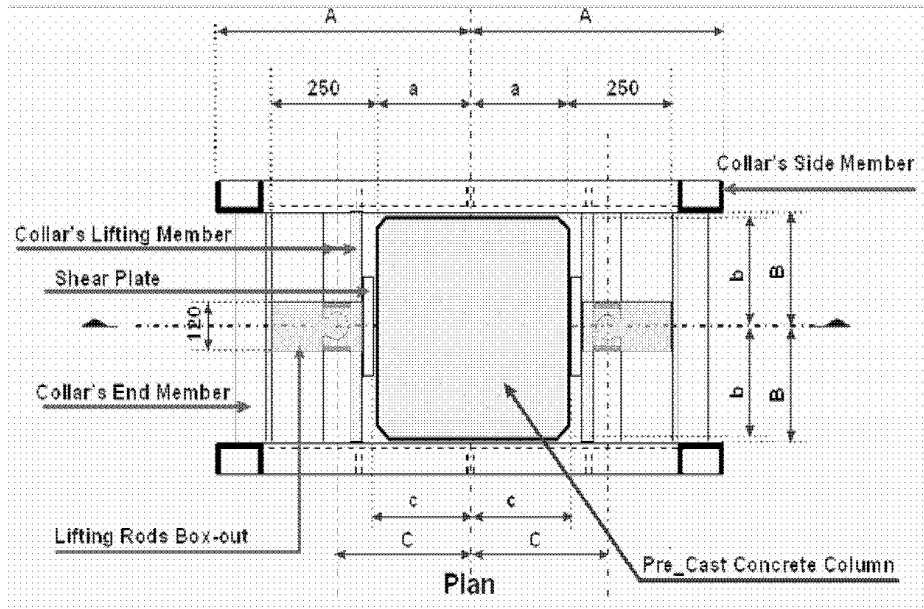 A A
250 a a 250
Collar's Side Member
Collar's Lifting Member
Shear Plate
b B
120
Collar's End Member
b B
c c
Lifting Rods Box-out
C C
Pre_Cast Concrete Column
Plan